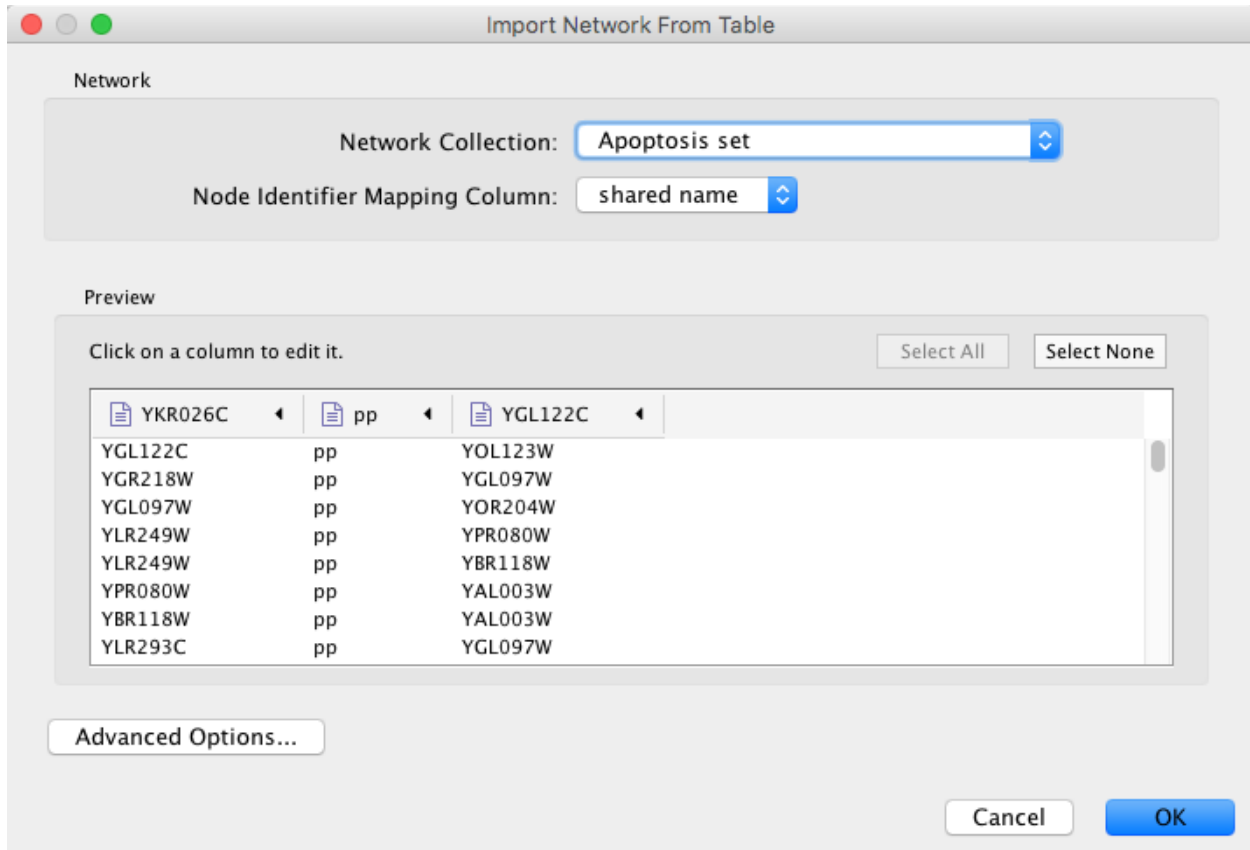 Import Network From Table
Network
Network Collection: Apoptosis set
Node Identifier Mapping Column: shared name
Preview
Click on a column to edit it. Select All Select None
YKR026C pp YGL122C
YGL122C pp YOL123W
YGR218W pp YGL097W
YGL097W pp YOR204W
YLR249W pp YPR080W
YLR249W pp YBR118W
YPR080W pp YAL003W
YBR118W pp YAL003W
YLR293C pp YGL097W
Advanced Options...
Cancel OK